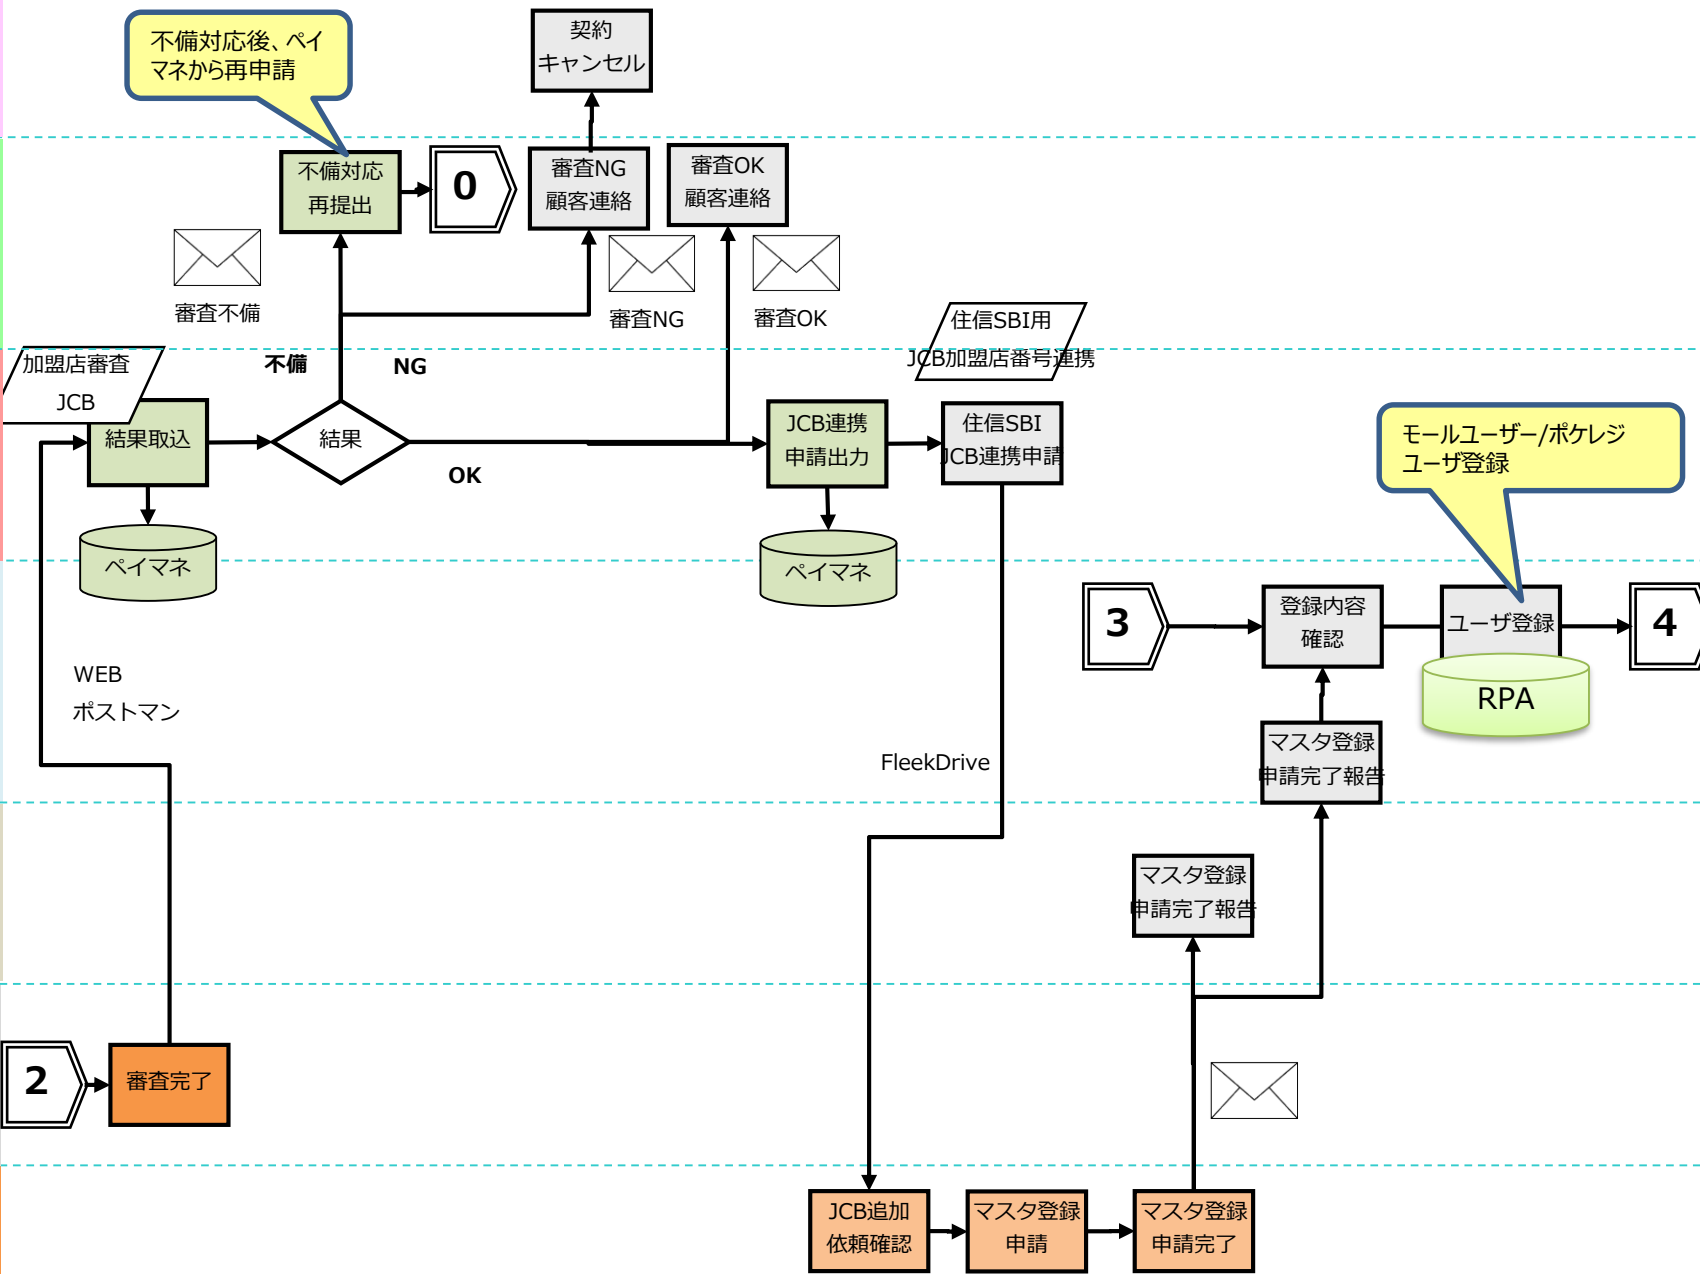 契約
キャンセル
不備対応後、ペイ
マネから再申請
不備対応
再提出
0
審査NG
顧客連絡
審査OK
顧客連絡
審査不備
審査NG
審査OK
住信SBI用
JCB加盟店番号連携
加盟店審査
JCB
不備
NG
結果取込
結果
OK
JCB連携
申請出力
住信SBI
JCB連携申請
モールユーザー/ポケレジ
ユーザ登録
ペイマネ
ペイマネ
3
登録内容
確認
ユーザ登録
4
RPA
WEB
ポストマン
FleekDrive
マスタ登録
申請完了報告
マスタ登録
申請完了報告
2
審査完了
JCB追加
依頼確認
マスタ登録
申請
マスタ登録
申請完了